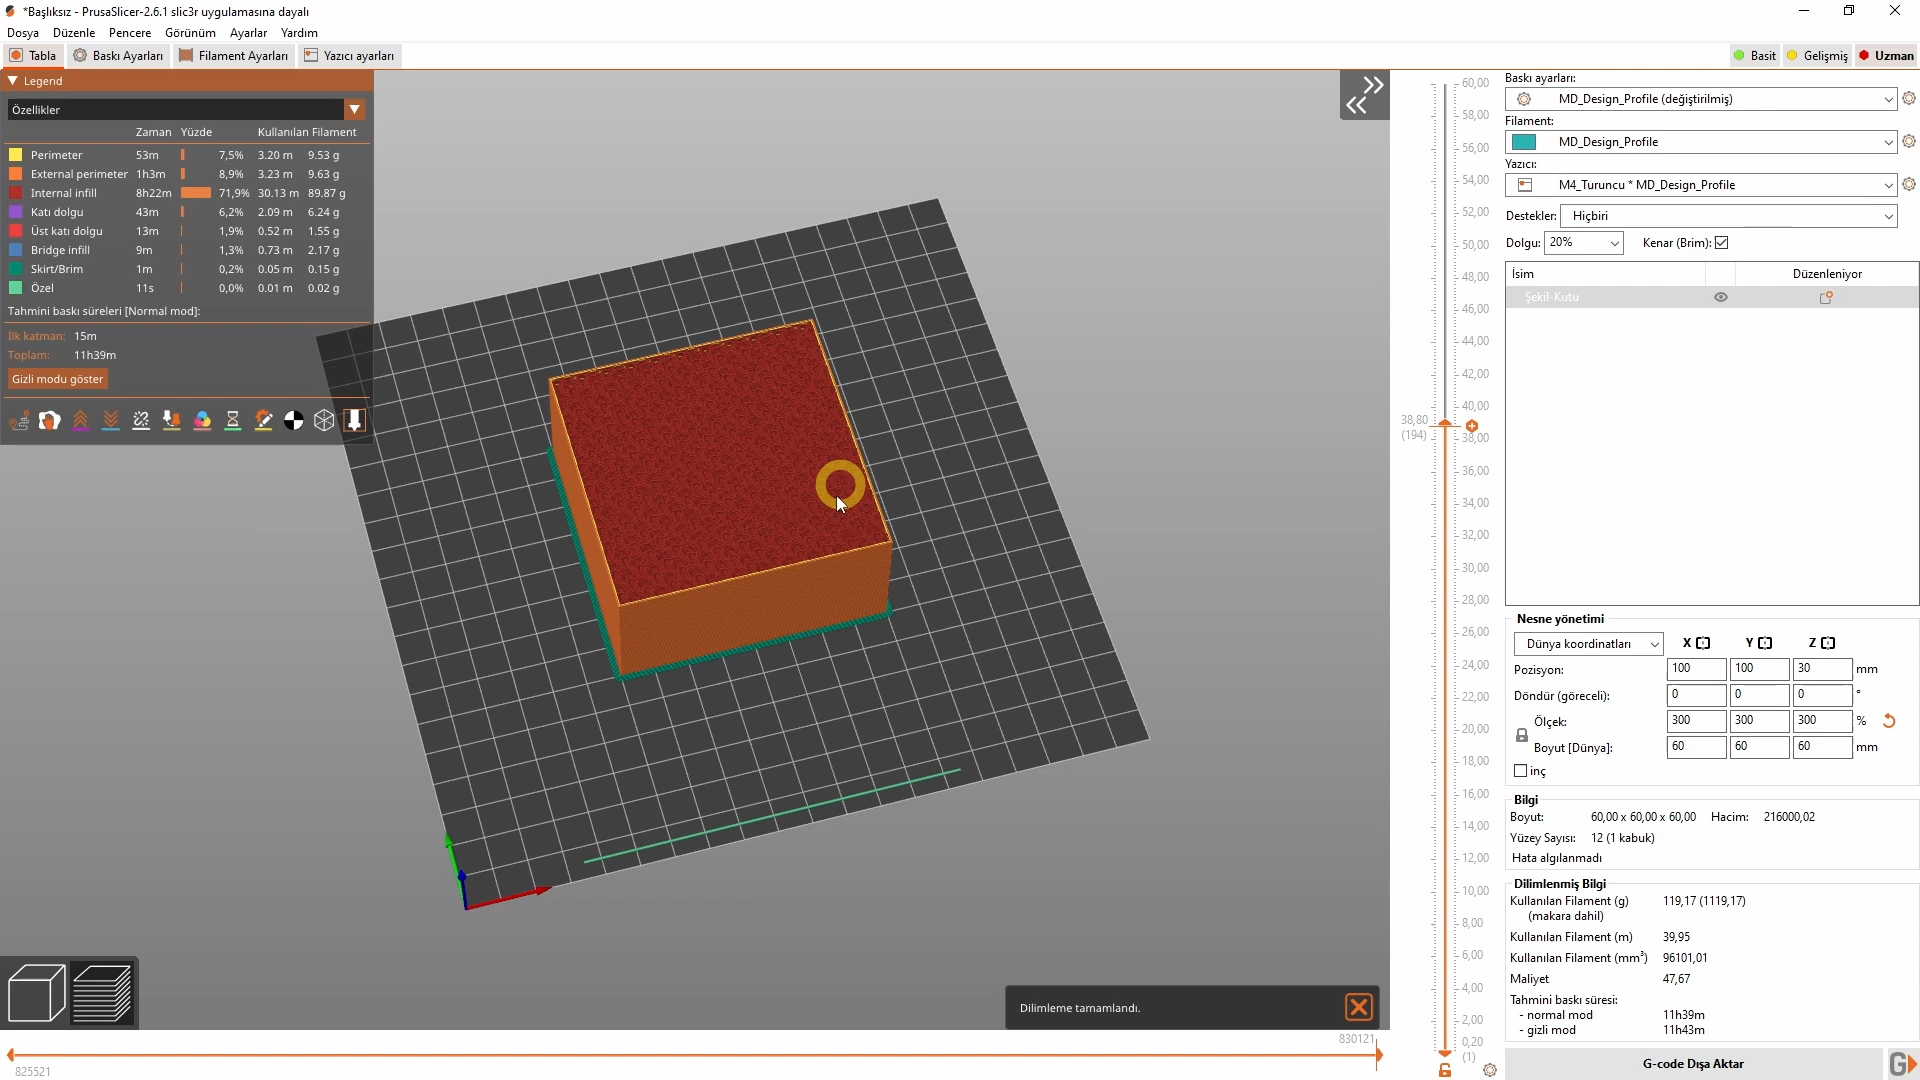 *Başlıksız - PrusaSlicer-2.6.1 slic3r uygulamasına dayalı
Dosya Düzenle Pencere Görünüm Ayarlar Yardım
Tabla Baskı Ayarları Filament Ayarları Yazıcı ayarları Basit Gelişmiş Uzman
Legend
Özellikler
Zaman Yüzde Kullanılan Filament
Perimeter 53m 7,5% 3.20 m 9.53 g
External perimeter 1h3m 8,9% 3.23 m 9.63 g
Internal infill 8h22m 71,9% 30.13 m 89.87 g
Katı dolgu 43m 6,2% 2.09 m 6.24 g
Üst katı dolgu 13m 1,9% 0.52 m 1.55 g
Bridge infill 9m 1,3% 0.73 m 2.17 g
Skirt/Brim 1m 0,2% 0.05 m 0.15 g
Özel 11s 0,0% 0.01 m 0.02 g
Tahmini baskı süreleri [Normal mod]:
İlk katman: 15m
Toplam: 11h39m
Gizli modu göster
Dilimleme tamamlandı.
830121
825521
60,00
58,00
56,00
54,00
52,00
50,00
48,00
46,00
44,00
42,00
40,00
38,80
(194)
38,00
36,00
34,00
32,00
30,00
28,00
26,00
24,00
22,00
20,00
18,00
16,00
14,00
12,00
10,00
8,00
6,00
4,00
2,00
0,20
(1)
Baskı ayarları:
MD_Design_Profile (değiştirilmiş)
Filament:
MD_Design_Profile
Yazıcı:
M4_Turuncu * MD_Design_Profile
Destekler: Hiçbiri
Dolgu: 20% Kenar (Brim):
İsim Düzenleniyor
Şekil-Kutu
Nesne yönetimi
Dünya koordinatları X Y Z
Pozisyon: 100 100 30 mm
Döndür (göreceli): 0 0 0 °
Ölçek: 300 300 300 %
Boyut [Dünya]: 60 60 60 mm
inç
Bilgi
Boyut: 60,00 x 60,00 x 60,00 Hacim: 216000,02
Yüzey Sayısı: 12 (1 kabuk)
Hata algılanmadı
Dilimlenmiş Bilgi
Kullanılan Filament (g) 119,17 (1119,17)
(makara dahil)
Kullanılan Filament (m) 39,95
Kullanılan Filament (mm³) 96101,01
Maliyet 47,67
Tahmini baskı süresi:
- normal mod 11h39m
- gizli mod 11h43m
G-code Dışa Aktar
G